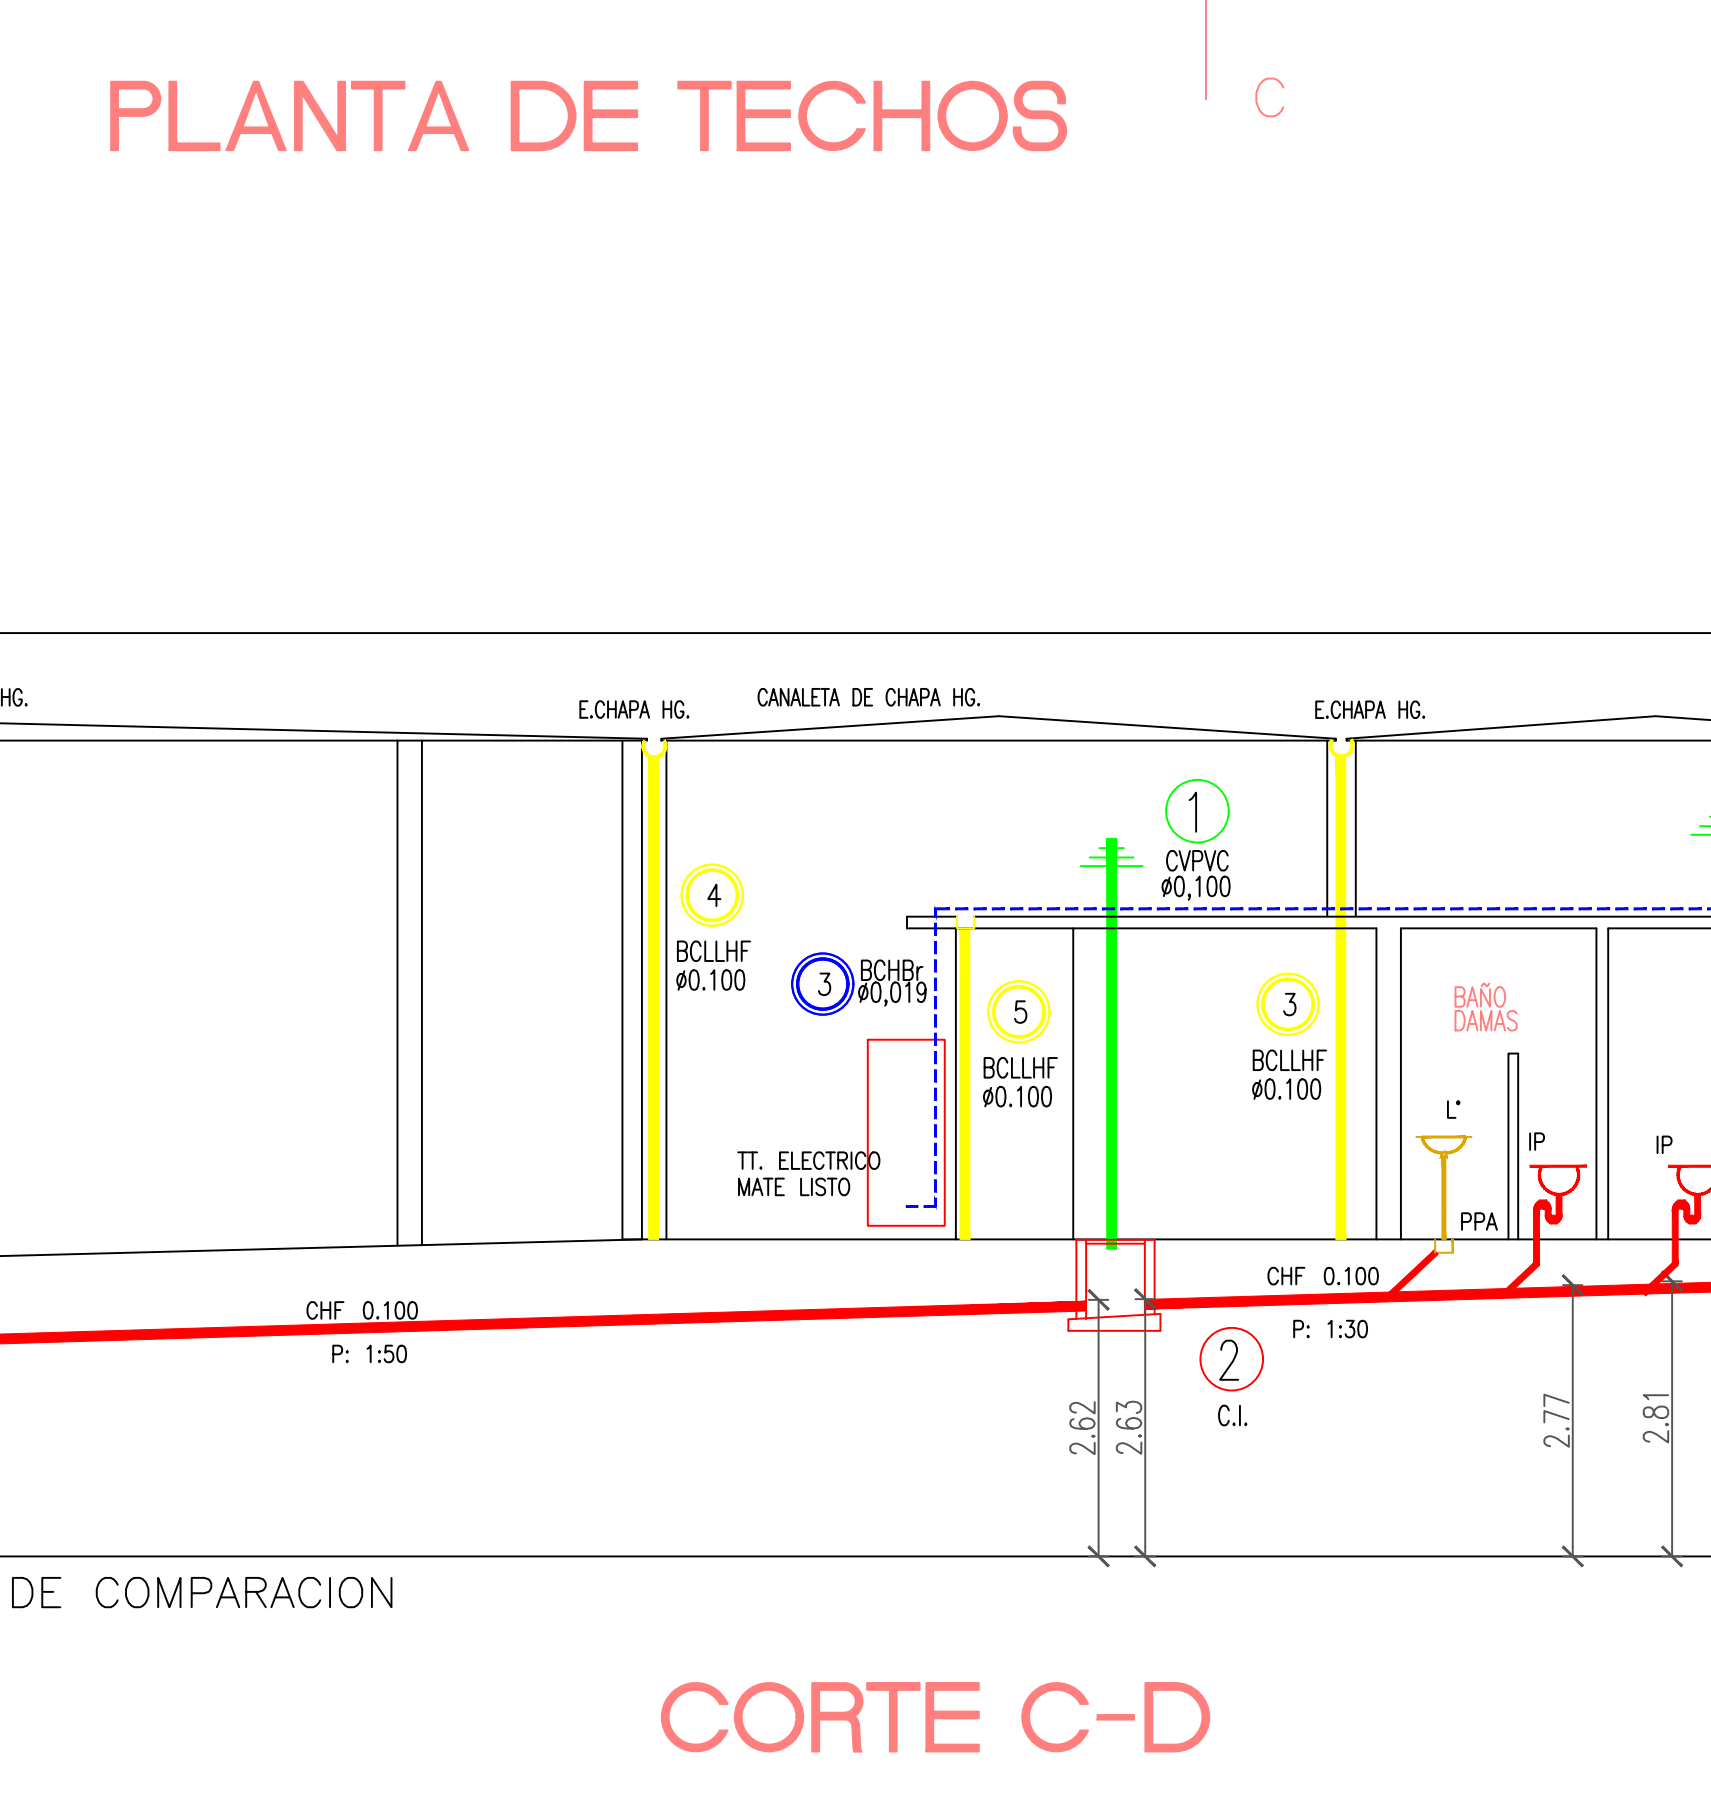 PLANTA DE TECHOS
C
HG.
E.CHAPA HG.
CANALETA DE CHAPA HG.
E.CHAPA HG.
1
CVPVC
ø0,100
4
BCLLHF
ø0.100
3
BCHBr
ø0,019
5
BCLLHF
ø0.100
3
BCLLHF
ø0.100
BAÑO
DAMAS
L°
IP
IP
TT. ELECTRICO
MATE LISTO
PPA
CHF 0.100
P: 1:50
CHF 0.100
P: 1:30
2
C.I.
2.62
2.63
2.77
2.81
DE COMPARACION
CORTE C-D